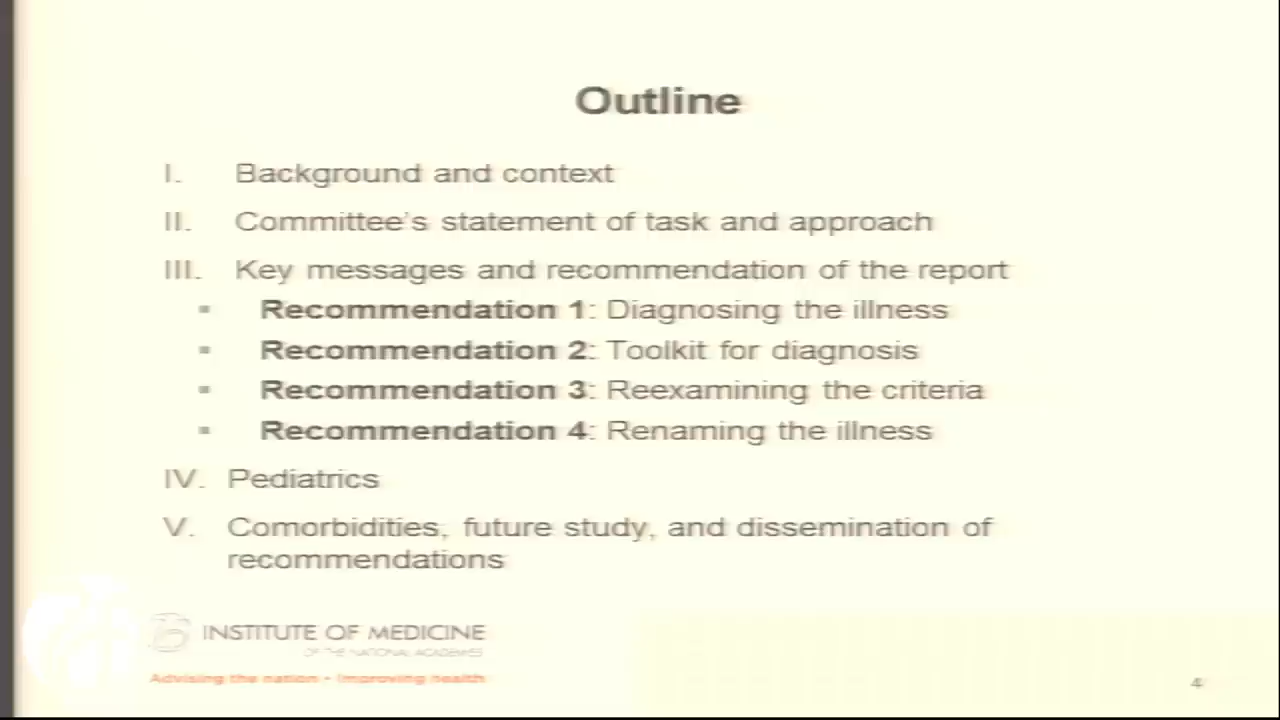 Outline
I. Background and context
II. Committee's statement of task and approach
III. Key messages and recommendation of the report
▪ Recommendation 1: Diagnosing the illness
▪ Recommendation 2: Toolkit for diagnosis
▪ Recommendation 3: Reexamining the criteria
▪ Recommendation 4: Renaming the illness
IV. Pediatrics
V. Comorbidities, future study, and dissemination of
recommendations
INSTITUTE OF MEDICINE
OF THE NATIONAL ACADEMIES
Advising the nation • Improving health
4